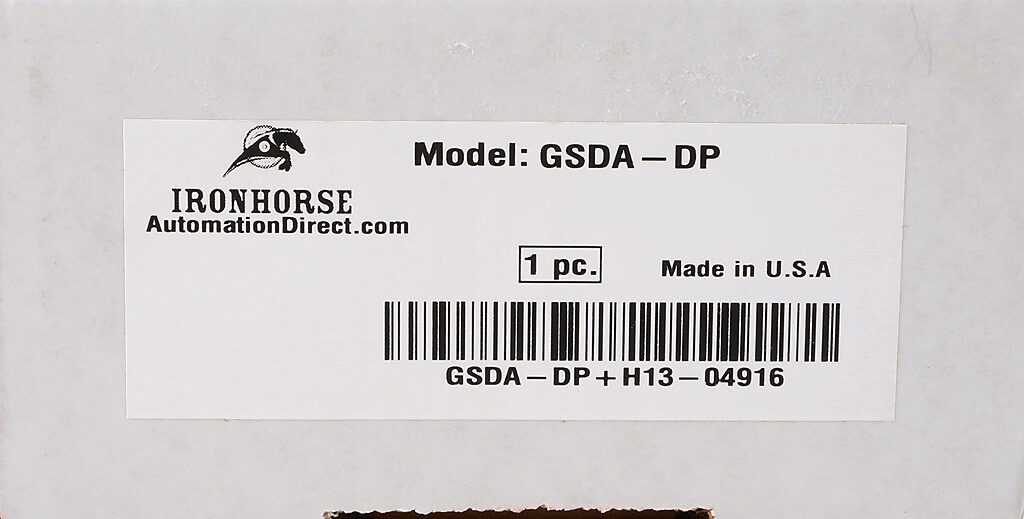 Model: GSDA – DP
IRONHORSE
AutomationDirect.com
1 pc.
Made in U.S.A
GSDA – DP + H13 – 04916